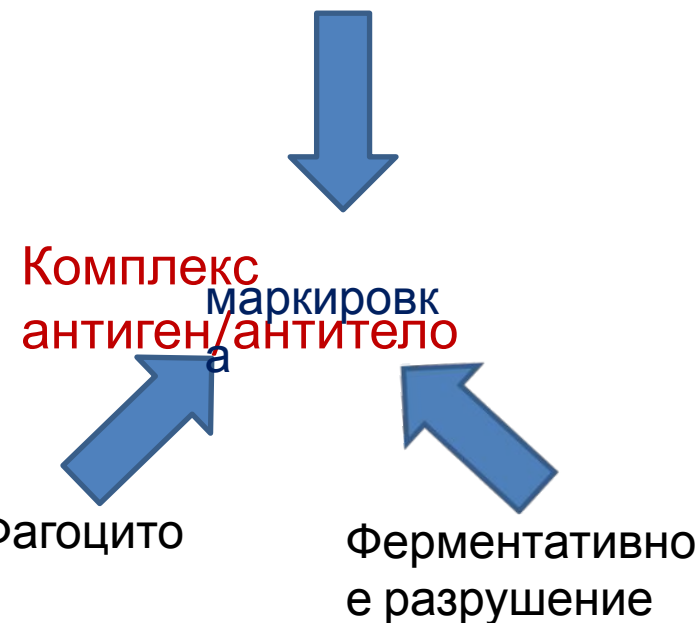 Комплекс
антиген/антитело
маркировк
а
Фагоцито
Ферментативно
е разрушение